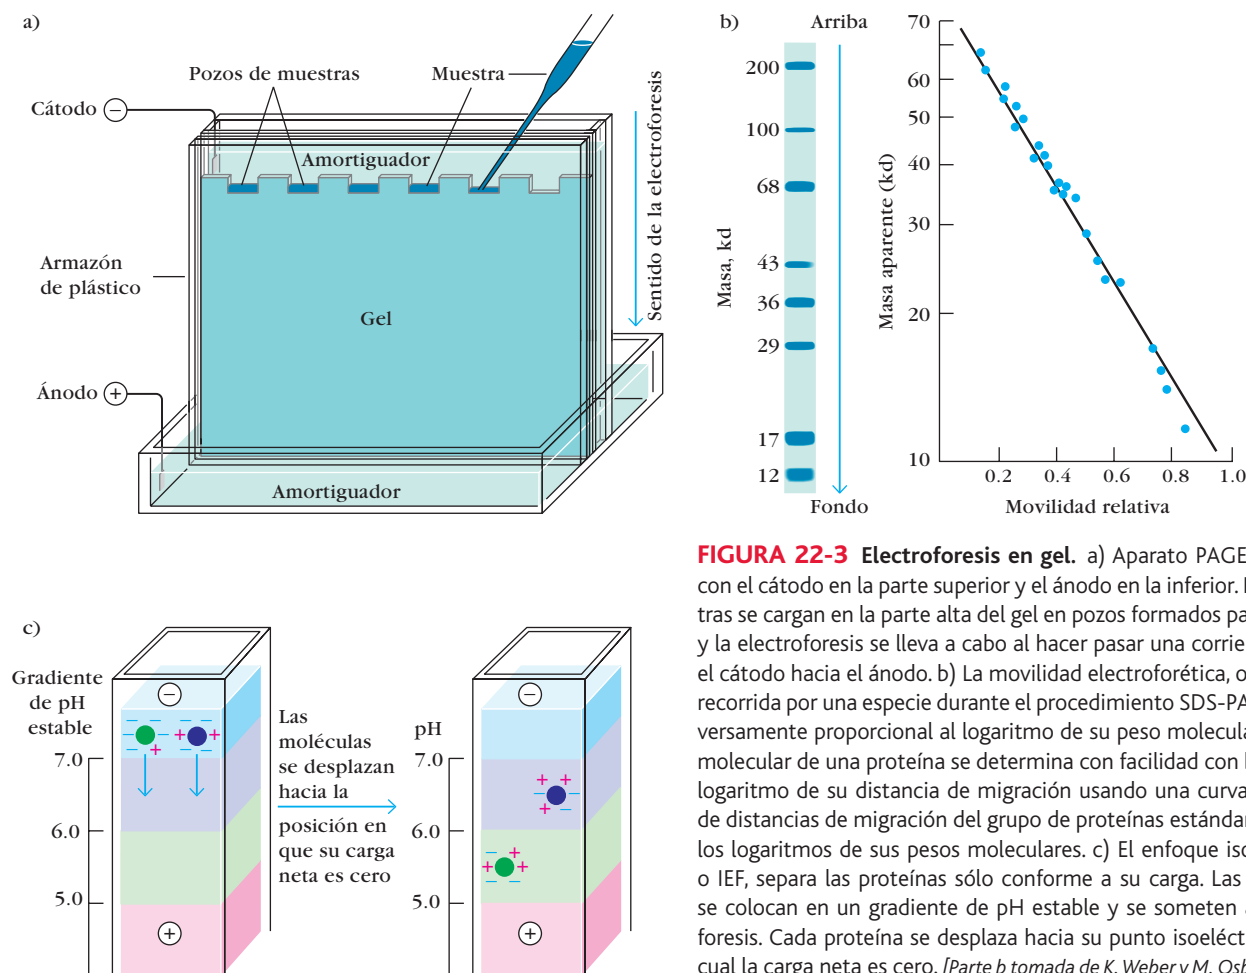 a)
Pozos de muestras
Muestra
Cátodo −
Amortiguador
Armazón
de plástico
Gel
Ánodo +
Amortiguador
Sentido de la electroforesis
b)
Arriba
Masa, kd
200
100
68
43
36
29
17
12
Fondo
Masa aparente (kd)
70
60
50
40
30
20
10
0.2 0.4 0.6 0.8 1.0
Movilidad relativa
FIGURA 22-3 Electroforesis en gel. a) Aparato PAGE
con el cátodo en la parte superior y el ánodo en la inferior.
tras se cargan en la parte alta del gel en pozos formados
y la electroforesis se lleva a cabo al hacer pasar una
el cátodo hacia el ánodo. b) La movilidad electroforética,
recorrida por una especie durante el procedimiento
versamente proporcional al logaritmo de su peso
molecular de una proteína se determina con facilidad con
logaritmo de su distancia de migración usando una curva
de distancias de migración del grupo de proteínas
los logaritmos de sus pesos moleculares. c) El enfoque
o IEF, separa las proteínas sólo conforme a su carga. Las
se colocan en un gradiente de pH estable y se someten
foresis. Cada proteína se desplaza hacia su punto
cual la carga neta es cero. [Parte b tomada de K. Weber y M.
c)
Gradiente
de pH
estable
7.0
6.0
5.0
−
+
Las
moléculas
se desplazan
hacia la
posición en
que su carga
neta es cero
pH
7.0
6.0
5.0
−
+